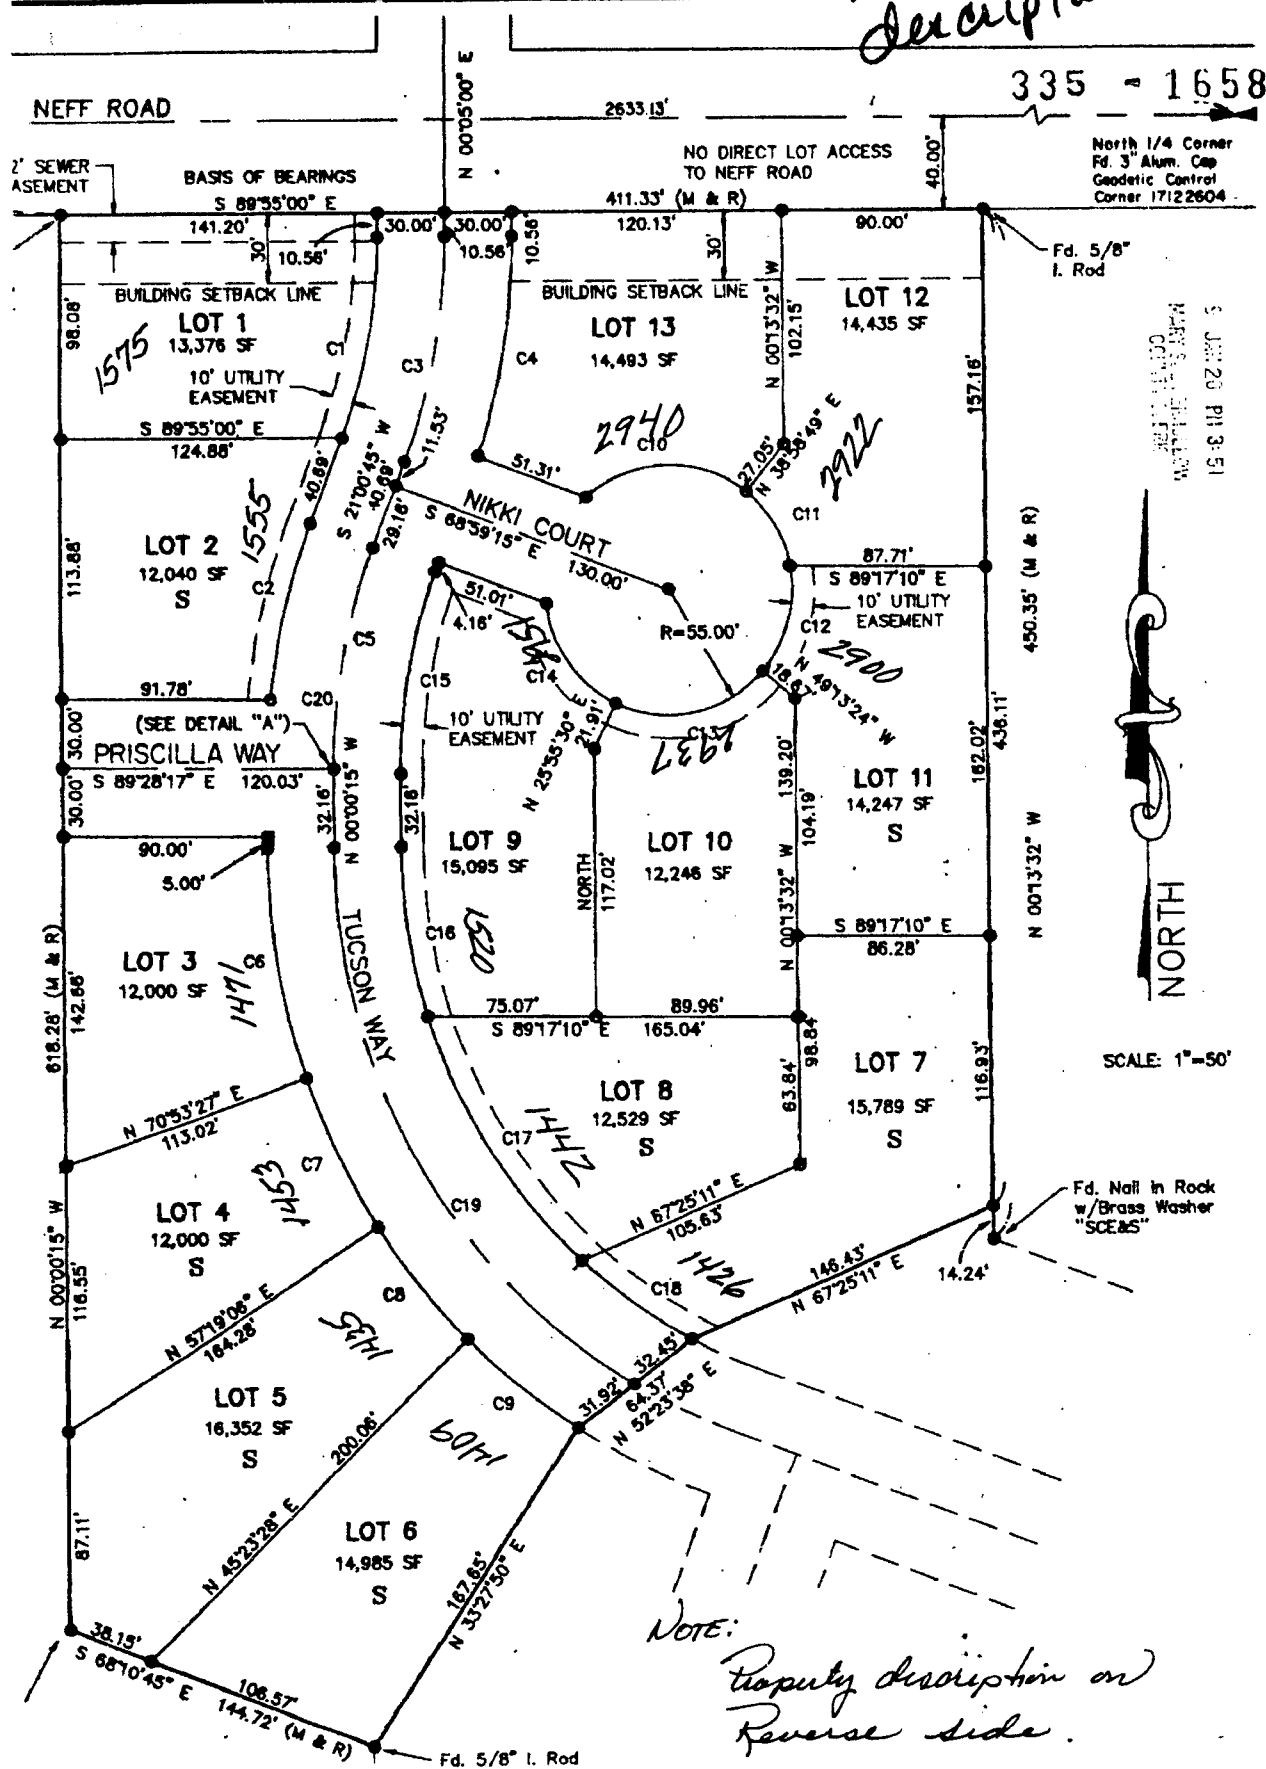 335 - 1658
NEFF ROAD
2633.13'
N 00°05'00" E
40.00'
North 1/4 Corner
Fd. 3" Alum. Cap
Geodetic Control
Corner 17122604
2' SEWER
ASEMENT
BASIS OF BEARINGS
S 89°55'00" E
NO DIRECT LOT ACCESS
TO NEFF ROAD
411.33' (M & R)
141.20'
30.00'
30.00'
120.13'
90.00'
30'
10.56'
10.56'
10.56'
30'
Fd. 5/8"
I. Rod
BUILDING SETBACK LINE
BUILDING SETBACK LINE
98.08'
LOT 1
13,376 SF
1575
C1
C3
C4
LOT 13
14,493 SF
N 00°13'32" W
102.15'
LOT 12
14,435 SF
157.16'
10' UTILITY
EASEMENT
S 89°55'00" E
124.88'
11.53'
2940
C10
27.05'
N 38°58'49" E
2922
51.31'
40.69'
S 21°00'45" W
40.69'
29.16'
NIKKI COURT
S 68°59'15" E
130.00'
C11
LOT 2
12,040 SF
S
1555
113.88'
C2
C5
87.71'
S 89°17'10" E
10' UTILITY
EASEMENT
450.35' (M & R)
51.01'
4.16'
R=55.00'
C12
2900
C14
C15
N 49°13'24" W
18.67'
91.78'
C20
(SEE DETAIL "A")
10' UTILITY
EASEMENT
N 25°55'30" E
21.91'
C13
2937
436.11'
30.00'
PRISCILLA WAY
S 89°28'17" E 120.03'
30.00'
32.16'
N 00°00'15" W
32.16'
139.20'
104.19'
162.02'
LOT 11
14,247 SF
S
90.00'
5.00'
LOT 9
15,095 SF
NORTH
117.02'
LOT 10
12,246 SF
N 00°13'32" W
N 00°13'32" W
NORTH
TUCSON WAY
C16
1520
S 89°17'10" E
86.28'
LOT 3
12,000 SF
C6
1471
618.28' (M & R)
142.66'
75.07'
89.96'
S 89°17'10" E 165.04'
98.84
63.84'
SCALE: 1"=50'
N 70°53'27" E
113.02'
LOT 8
12,529 SF
S
LOT 7
15,789 SF
S
116.93'
C17
1442
C7
1453
LOT 4
12,000 SF
S
C19
N 67°25'11" E
105.63'
Fd. Nail in Rock
w/Brass Washer
"SCE&S"
N 00°00'15" W
116.55'
14.24'
N 57°19'06" E
164.28'
C8
1435
C18
1426
146.43'
N 67°25'11" E
LOT 5
16,352 SF
S
C9
1409
31.92'
32.45'
64.37'
N 52°23'38" E
200.06'
N 45°23'28" E
87.11'
LOT 6
14,985 SF
S
167.65'
N 33°27'50" E
38.15'
S 68°10'45" E
106.57'
144.72' (M & R)
Fd. 5/8" I. Rod
NOTE:
Property description on
Reverse side.